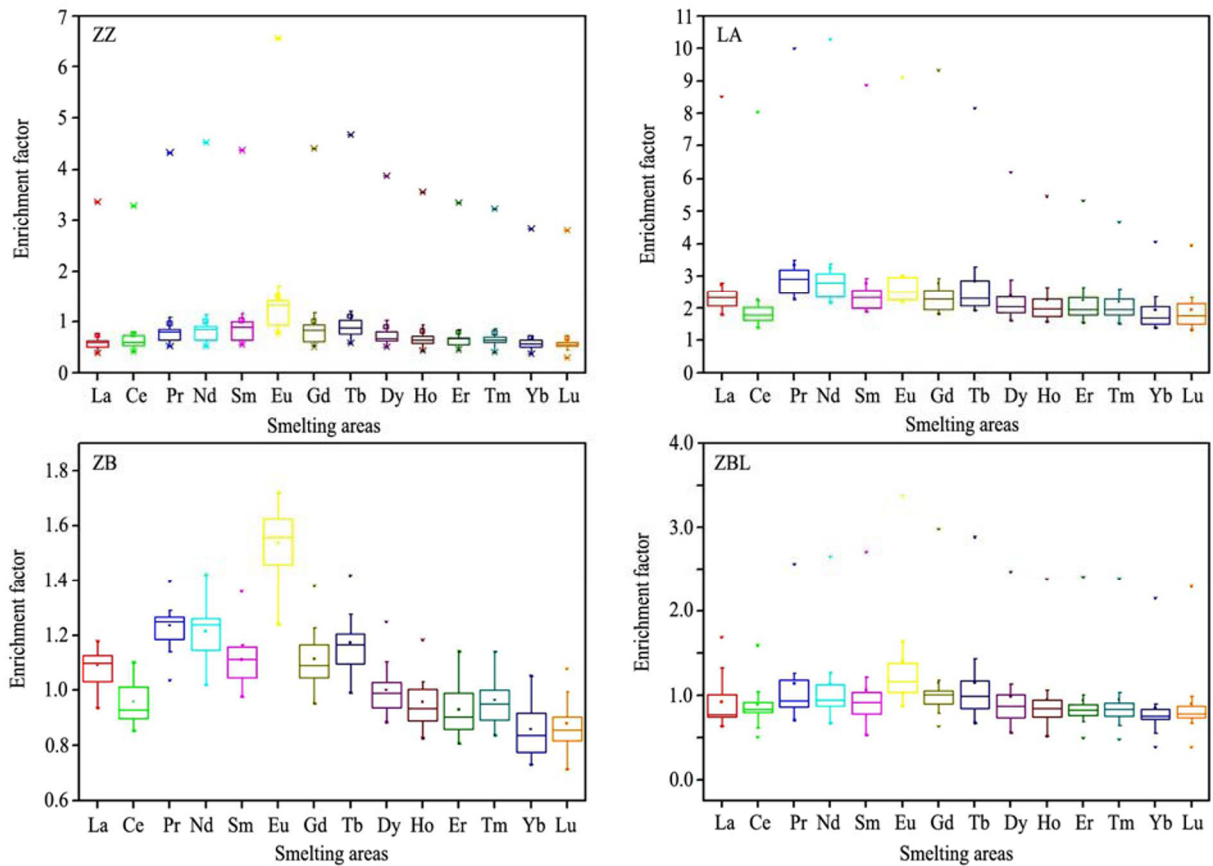 ZZ
Enrichment factor
7
6
5
4
3
2
1
0
La Ce Pr Nd Sm Eu Gd Tb Dy Ho Er Tm Yb Lu
Smelting areas
LA
Enrichment factor
11
10
9
8
7
6
5
4
3
2
1
0
La Ce Pr Nd Sm Eu Gd Tb Dy Ho Er Tm Yb Lu
Smelting areas
ZB
Enrichment factor
1.8
1.6
1.4
1.2
1.0
0.8
0.6
La Ce Pr Nd Sm Eu Gd Tb Dy Ho Er Tm Yb Lu
Smelting areas
ZBL
Enrichment factor
4.0
3.0
2.0
1.0
0.0
La Ce Pr Nd Sm Eu Gd Tb Dy Ho Er Tm Yb Lu
Smelting areas